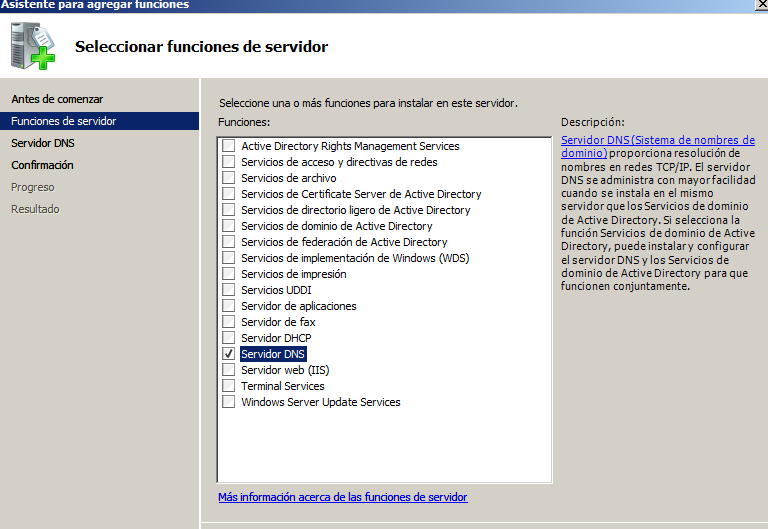 Asistente para agregar funciones
Seleccionar funciones de servidor
Antes de comenzar
Funciones de servidor
Servidor DNS
Confirmación
Progreso
Resultado
Seleccione una o más funciones para instalar en este servidor.
Funciones:
Active Directory Rights Management Services
Servicios de acceso y directivas de redes
Servicios de archivo
Servicios de Certificate Server de Active Directory
Servicios de directorio ligero de Active Directory
Servicios de dominio de Active Directory
Servicios de federación de Active Directory
Servicios de implementación de Windows (WDS)
Servicios de impresión
Servicios UDDI
Servidor de aplicaciones
Servidor de fax
Servidor DHCP
Servidor DNS
Servidor web (IIS)
Terminal Services
Windows Server Update Services
Más información acerca de las funciones de servidor
Descripción:
Servidor DNS (Sistema de nombres de
dominio) proporciona resolución de
nombres en redes TCP/IP. El servidor
DNS se administra con mayor facilidad
cuando se instala en el mismo
servidor que los Servicios de dominio
de Active Directory. Si selecciona la
función Servicios de dominio de Active
Directory, puede instalar y configurar
el servidor DNS y los Servicios de
dominio de Active Directory para que
funcionen conjuntamente.